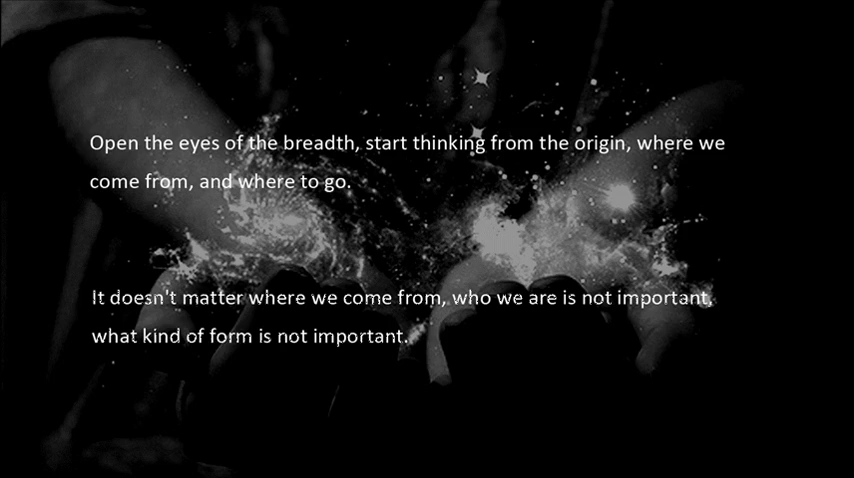 Open the eyes of the breadth, start thinking from the origin, where we
come from, and where to go.
It doesn't matter where we come from, who we are is not important,
what kind of form is not important.